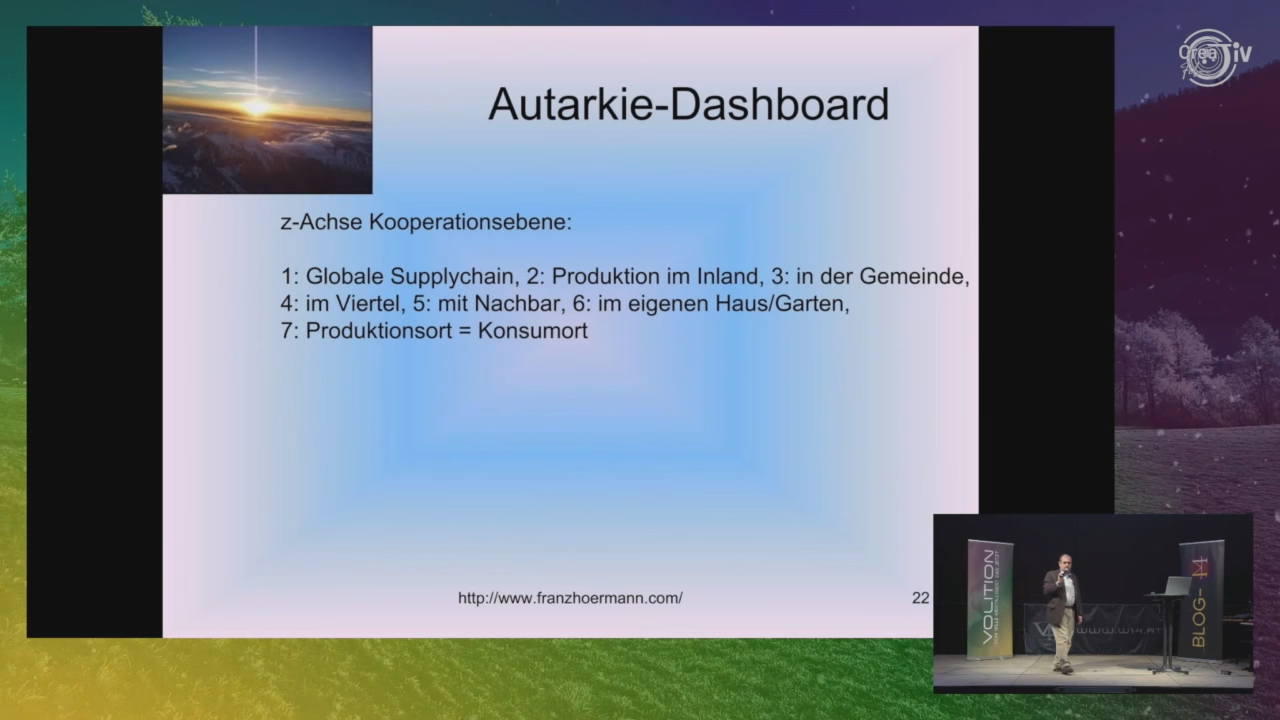 Crea
TiV
Autarkie-Dashboard
z-Achse Kooperationsebene:
1: Globale Supplychain, 2: Produktion im Inland, 3: in der Gemeinde,
4: im Viertel, 5: mit Nachbar, 6: im eigenen Haus/Garten,
7: Produktionsort = Konsumort
http://www.franzhoermann.com/
22
VOLITION
BLOG-